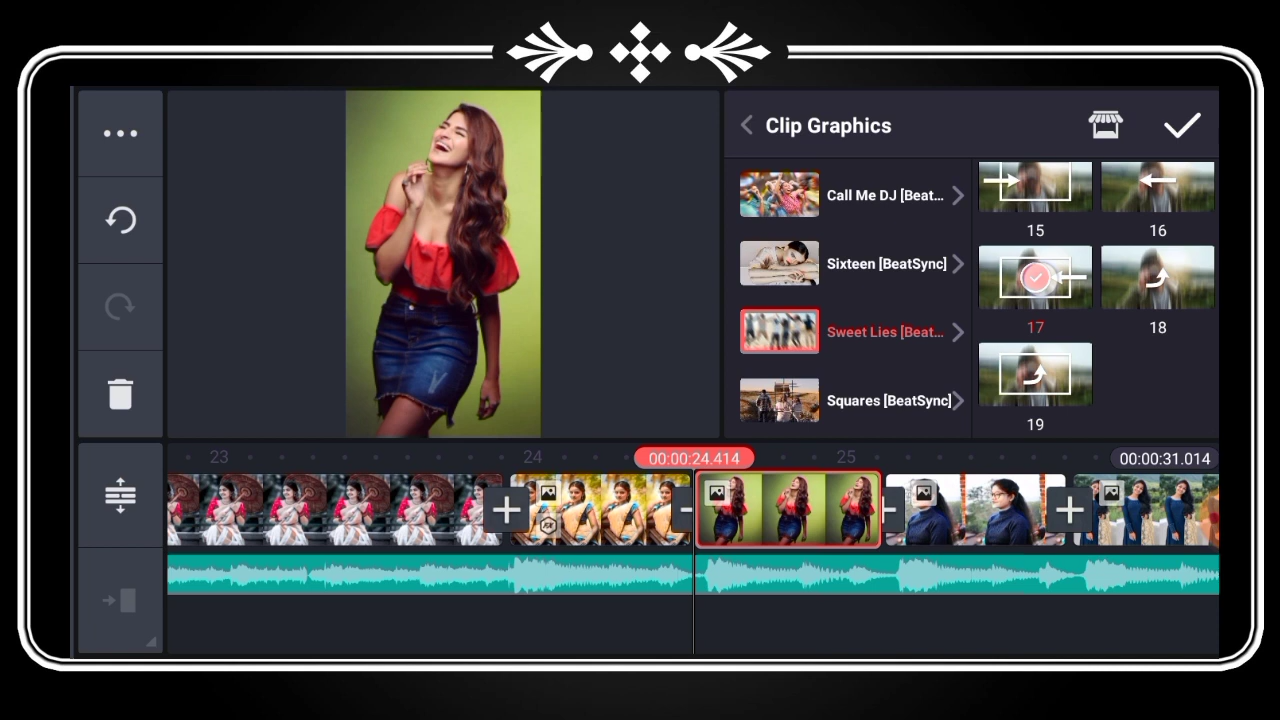 Clip Graphics
Call Me DJ [Beat...
Sixteen [BeatSync]
Sweet Lies [Beat...
Squares [BeatSync]
15
16
17
18
19
23
24
00:00:24.414
25
00:00:31.014